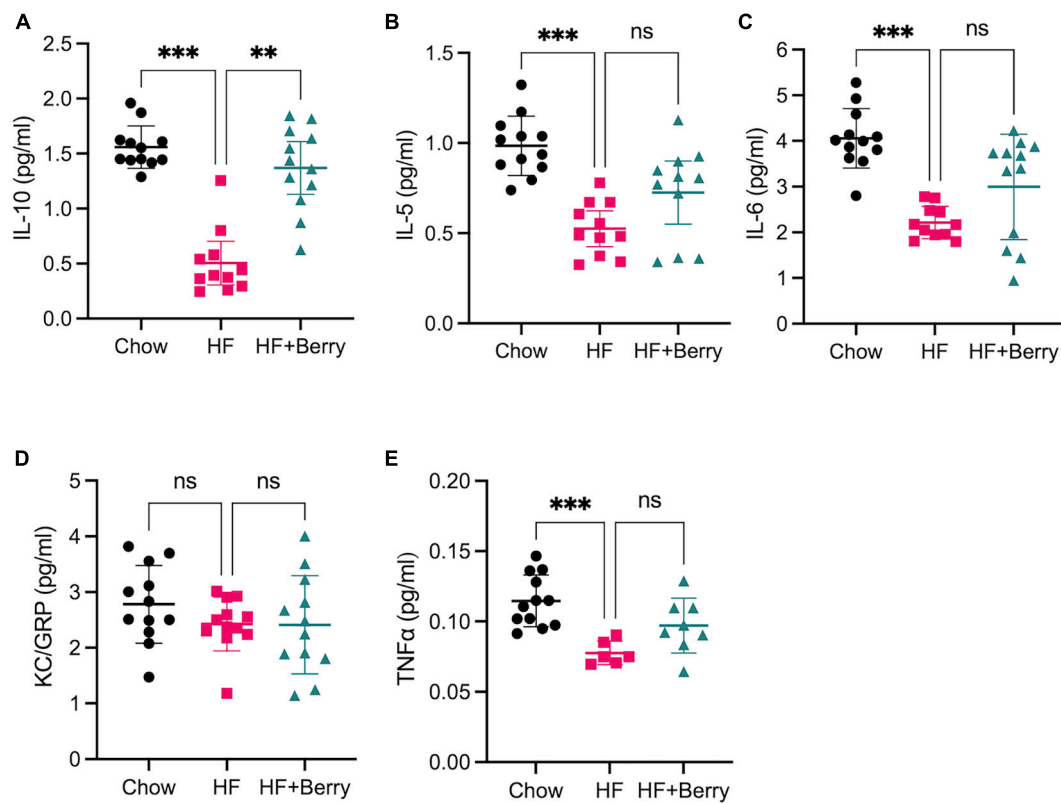 A
IL-10 (pg/ml)
2.5
2.0
1.5
1.0
0.5
0.0
*** **
Chow HF HF+Berry
B
IL-5 (pg/ml)
1.5
1.0
0.5
0.0
*** ns
Chow HF HF+Berry
C
IL-6 (pg/ml)
6
5
4
3
2
1
0
*** ns
Chow HF HF+Berry
D
KC/GRP (pg/ml)
5
4
3
2
1
0
ns ns
Chow HF HF+Berry
E
TNFα (pg/ml)
0.20
0.15
0.10
0.05
0.00
*** ns
Chow HF HF+Berry